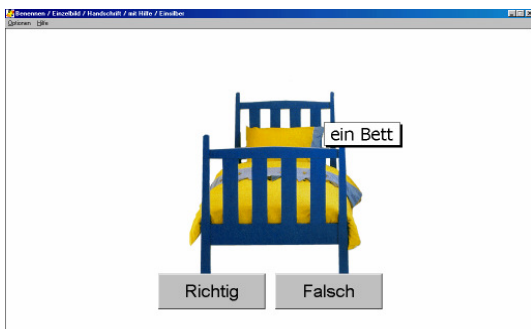 Benennen / Einzelbild / Handschrift / mit Hilfe / Einsilber
Optionen Hilfe
ein Bett
Richtig Falsch